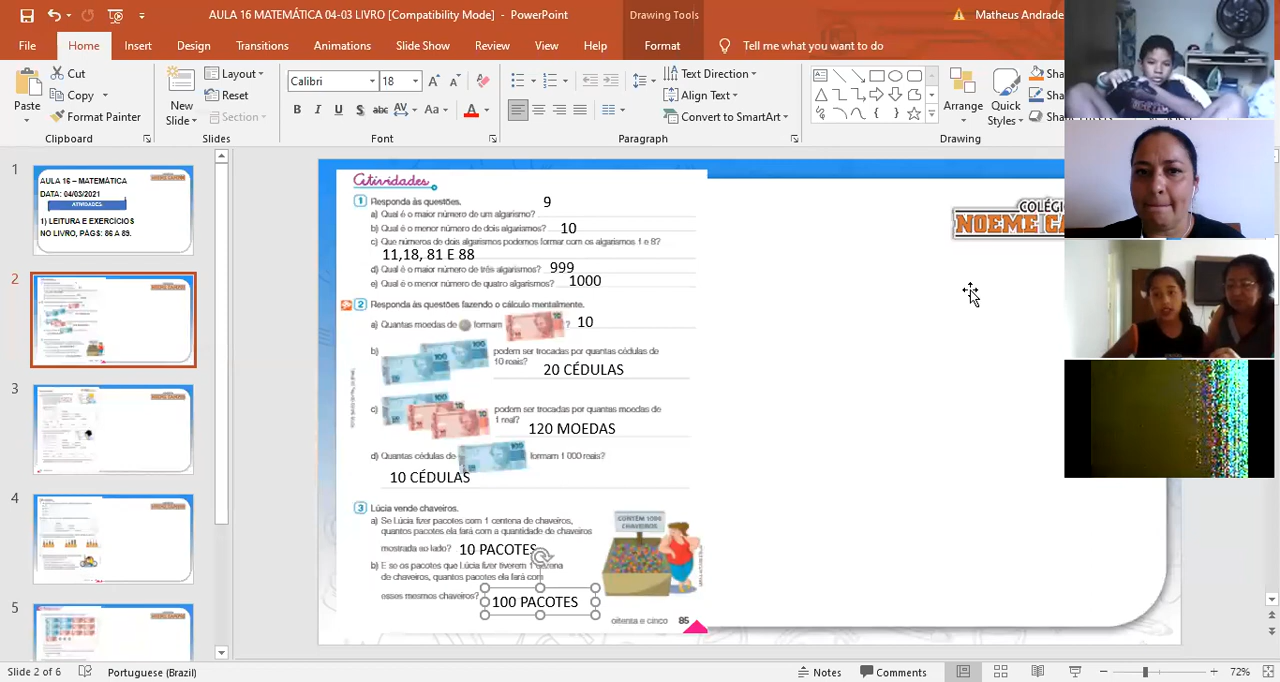 AULA 16 MATEMÁTICA 04-03 LIVRO [Compatibility Mode] - PowerPoint
Drawing Tools
Matheus Andrade
File Home Insert Design Transitions Animations Slide Show Review View Help Format Tell me what you want to do
Paste
Cut
Copy
Format Painter
Clipboard
New Slide
Layout
Reset
Section
Slides
Calibri 18
Font
Text Direction
Align Text
Convert to SmartArt
Paragraph
Arrange
Quick Styles
Drawing
1
AULA 16 – MATEMÁTICA
DATA: 04/03/2021
ATIVIDADES:
1) LEITURA E EXERCÍCIOS
NO LIVRO, PÁGS: 86 A 89.
2
3
4
5
Atividades
1 Responda às questões.
9
a) Qual é o maior número de um algarismo?
b) Qual é o menor número de dois algarismos? 10
c) Que números de dois algarismos podemos formar com os algarismos 1 e 8?
11,18, 81 E 88
d) Qual é o maior número de três algarismos? 999
e) Qual é o menor número de quatro algarismos? 1000
2 Responda às questões fazendo o cálculo mentalmente.
a) Quantas moedas de formam ? 10
b) podem ser trocadas por quantas cédulas de
10 reais?
20 CÉDULAS
c) podem ser trocadas por quantas moedas de
1 real?
120 MOEDAS
d) Quantas cédulas de formam 1 000 reais?
10 CÉDULAS
3 Lúcia vende chaveiros.
a) Se Lúcia fizer pacotes com 1 centena de chaveiros,
quantos pacotes ela fará com a quantidade de chaveiros
mostrada ao lado? 10 PACOTES
b) E se os pacotes que Lúcia fizer tiverem 1 dezena
de chaveiros, quantos pacotes ela fará com
esses mesmos chaveiros? 100 PACOTES
CONTÉM 1000
CHAVEIROS
oitenta e cinco 85
COLÉG
NOEME CA
Slide 2 of 6 Portuguese (Brazil) Notes Comments 72%